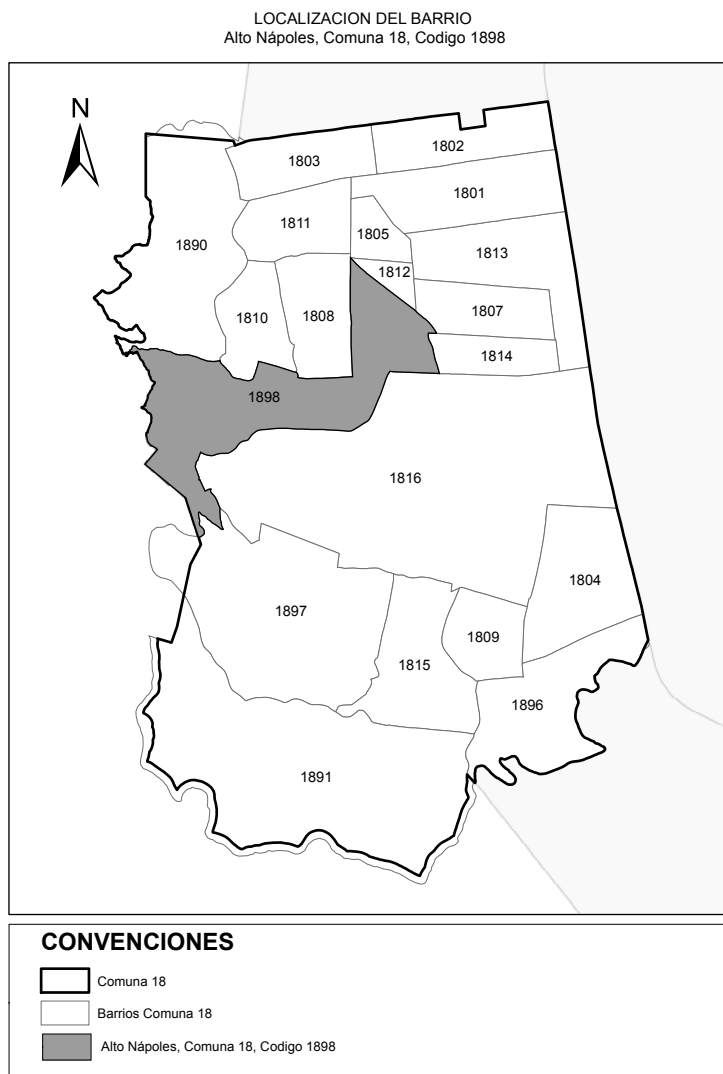 LOCALIZACION DEL BARRIO
Alto Nápoles, Comuna 18, Codigo 1898
N
1802
1803
1801
1811
1805
1890
1813
1812
1807
1810
1808
1814
1898
1816
1804
1897
1809
1815
1896
1891
CONVENCIONES
Comuna 18
Barrios Comuna 18
Alto Nápoles, Comuna 18, Codigo 1898